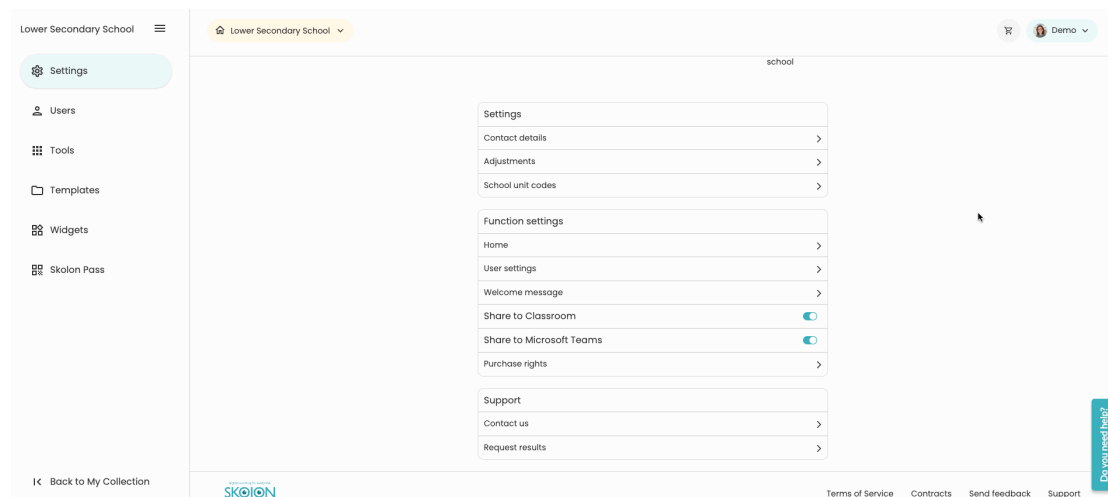 Lower Secondary School
Lower Secondary School
Demo
Settings
Users
Tools
Templates
Widgets
Skolon Pass
Back to My Collection
school
Settings
Contact details
Adjustments
School unit codes
Function settings
Home
User settings
Welcome message
Share to Classroom
Share to Microsoft Teams
Purchase rights
Support
Contact us
Request results
Do you need help?
SKOLON
Terms of Service Contracts Send feedback Support